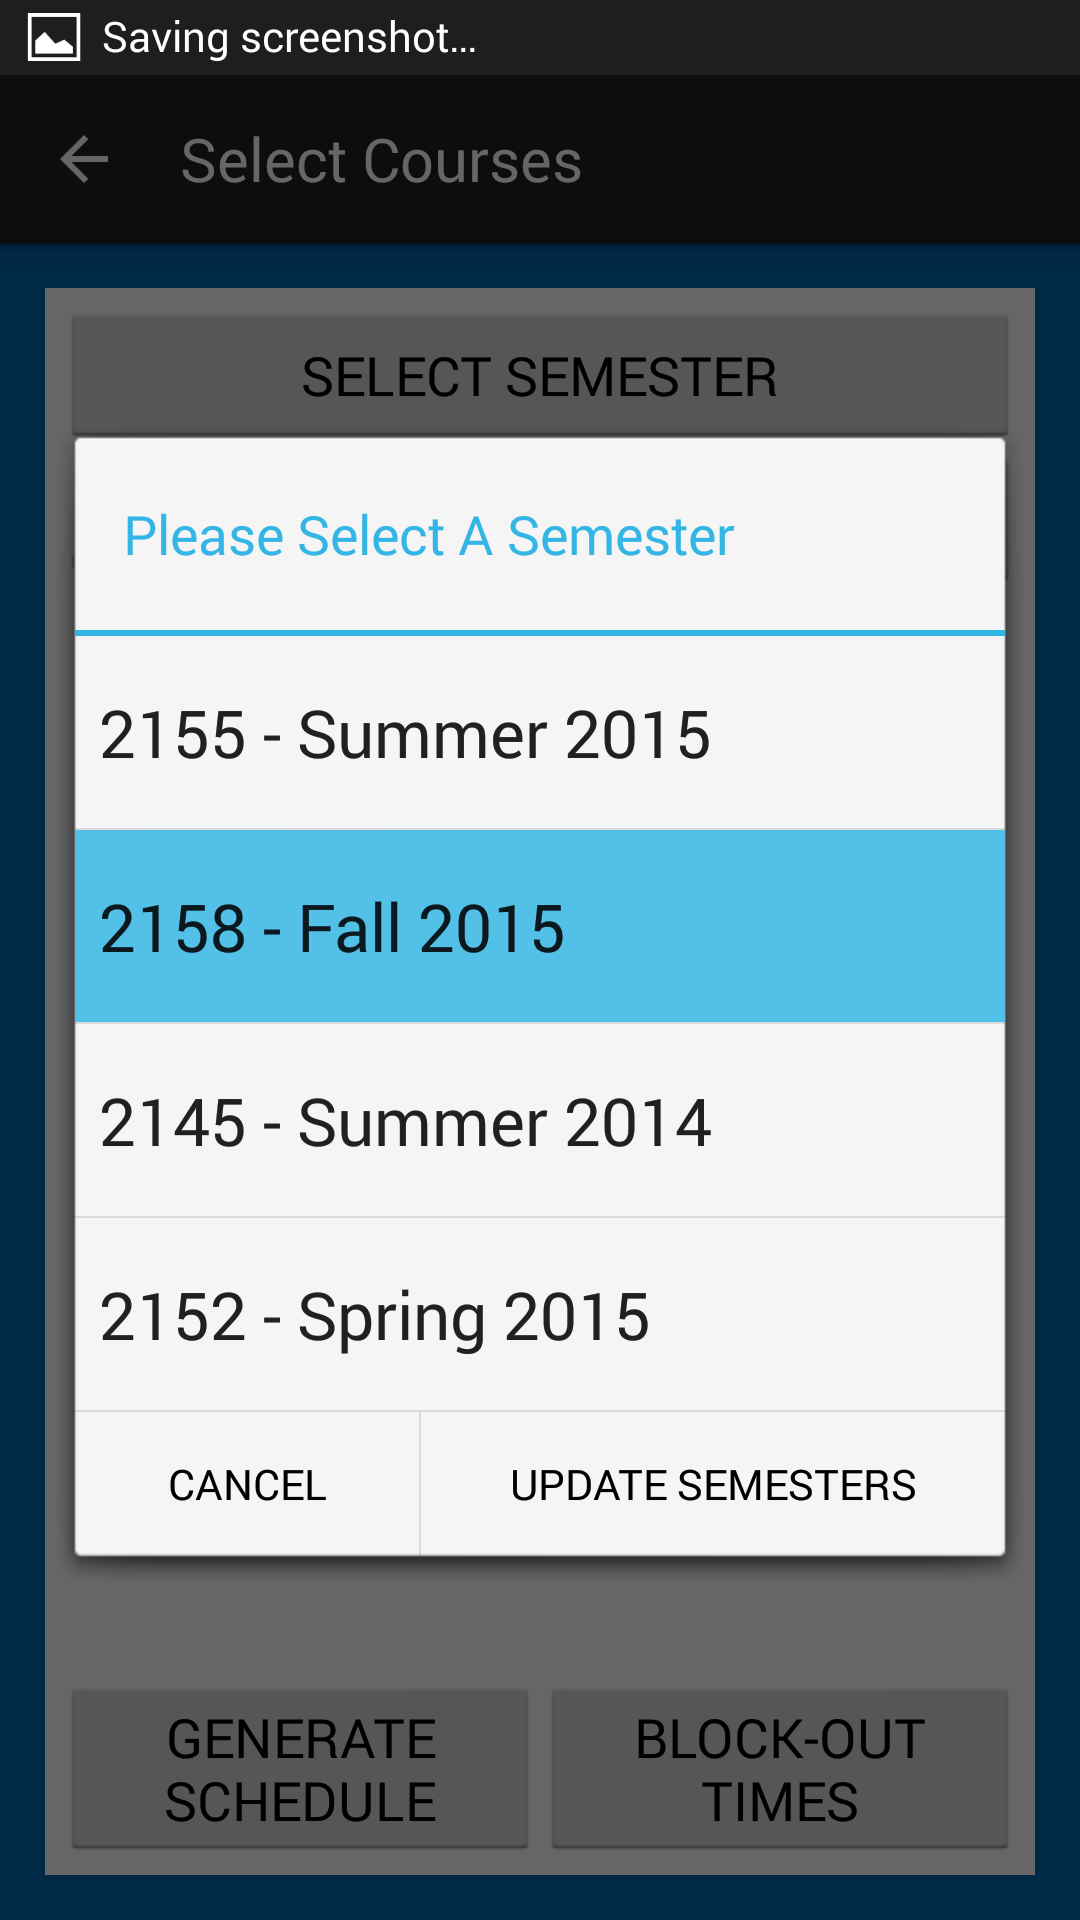 Saving screenshot...
Select Courses
SELECT SEMESTER
Please Select A Semester
2155 - Summer 2015
2158 - Fall 2015
2145 - Summer 2014
2152 - Spring 2015
CANCEL
UPDATE SEMESTERS
GENERATE
SCHEDULE
BLOCK-OUT
TIMES